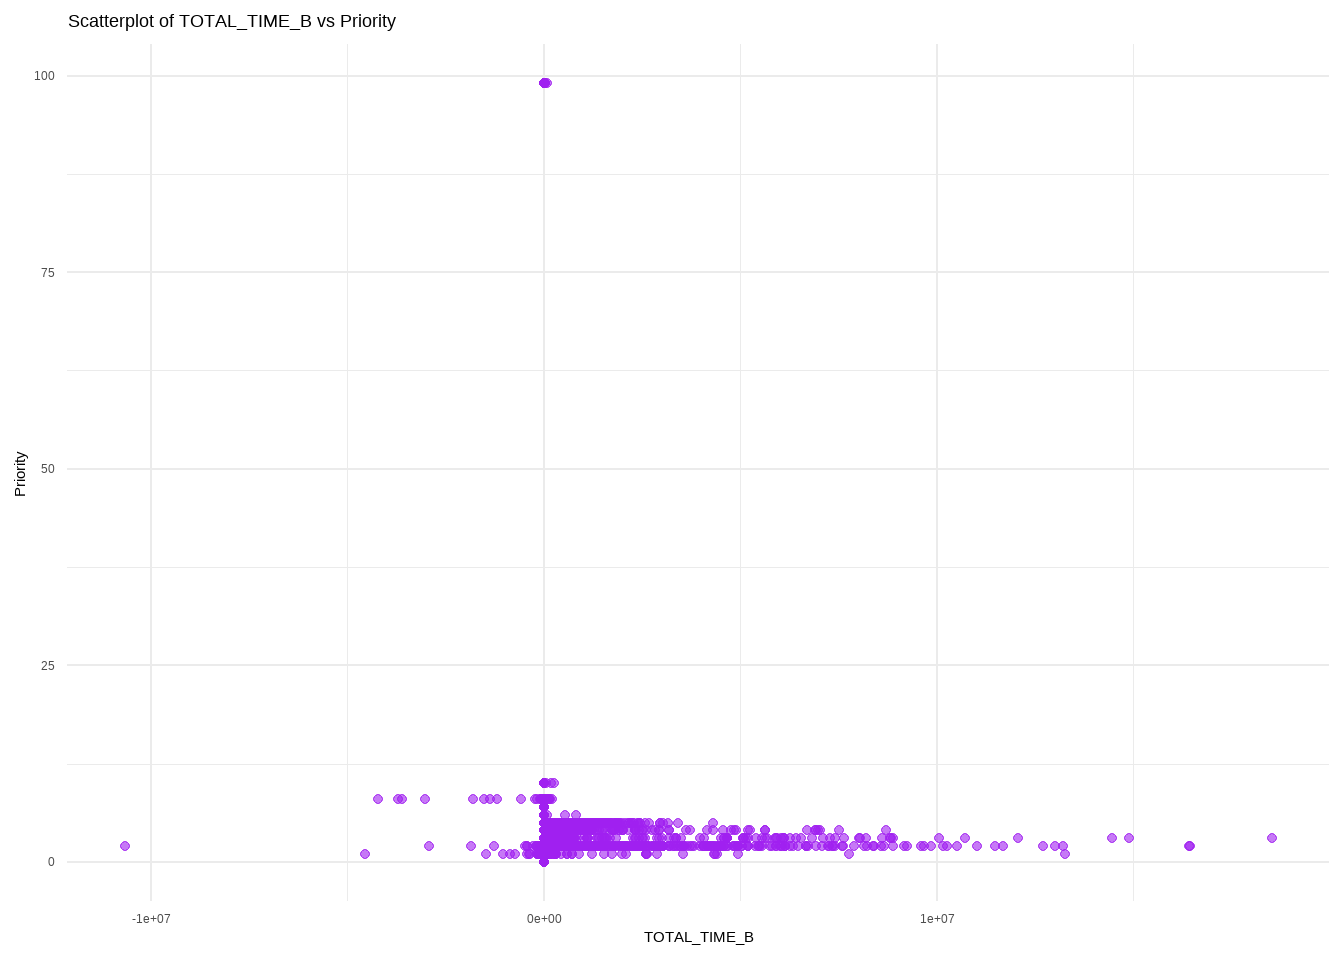 Scatterplot of TOTAL_TIME_B vs Priority
100
75
50
25
0
Priority
-1e+07
0e+00
1e+07
TOTAL_TIME_B